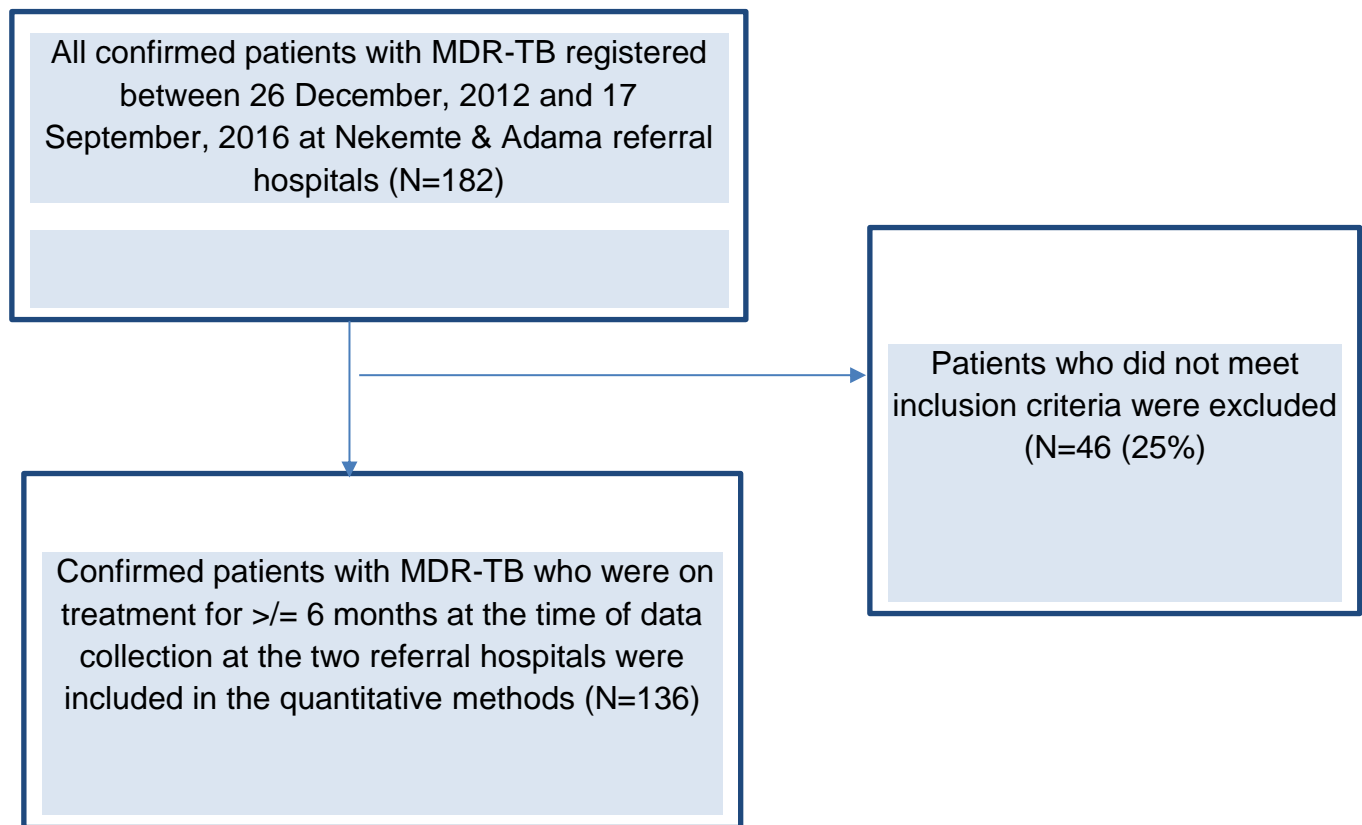 All confirmed patients with MDR-TB registered
between 26 December, 2012 and 17
September, 2016 at Nekemte & Adama referral
hospitals (N=182)
Patients who did not meet
inclusion criteria were excluded
(N=46 (25%)
Confirmed patients with MDR-TB who were on
treatment for >/= 6 months at the time of data
collection at the two referral hospitals were
included in the quantitative methods (N=136)